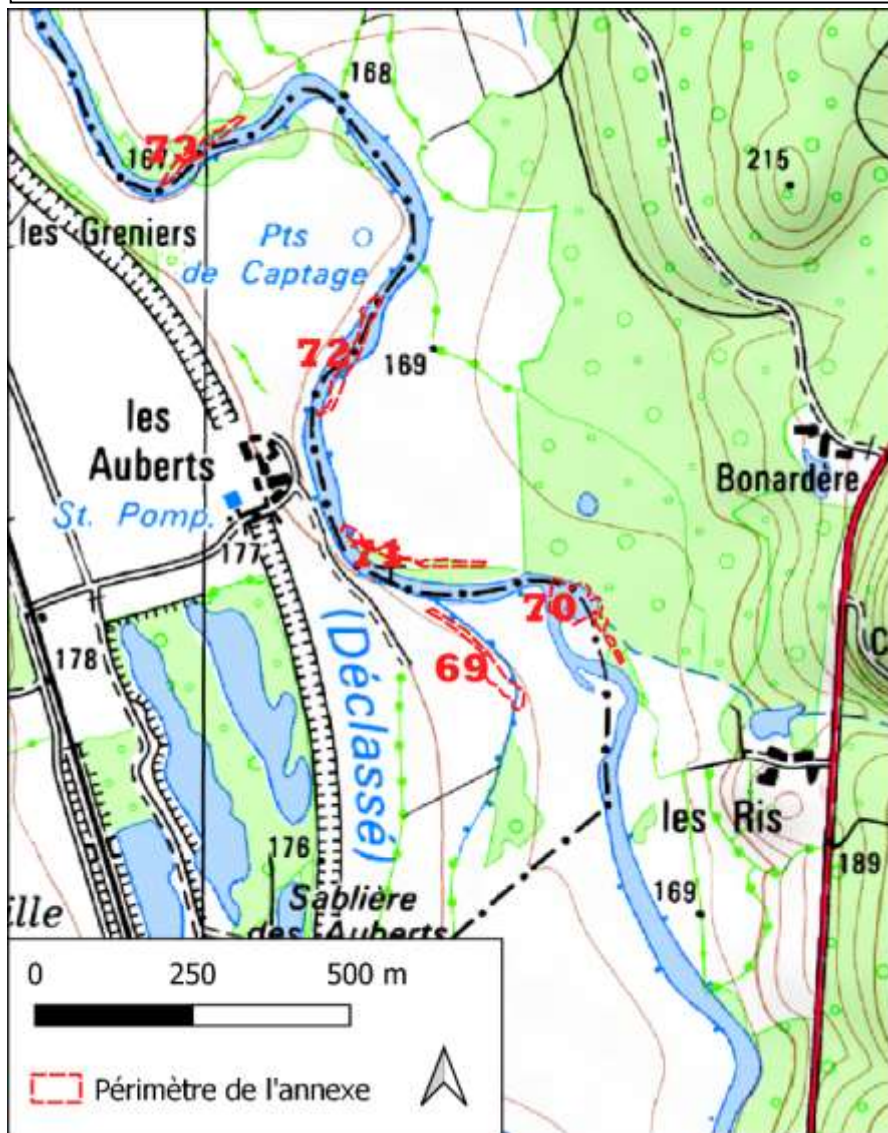 168
73
167
215
les Greniers
Pts
de Captage
72
169
les
Auberts
Bonardère
St. Pomp.
177
71
70
(Déclassé)
69
178
C
les Ris
176
189
169
Sablière
des Auberts
ille
0 250 500 m
Périmètre de l'annexe